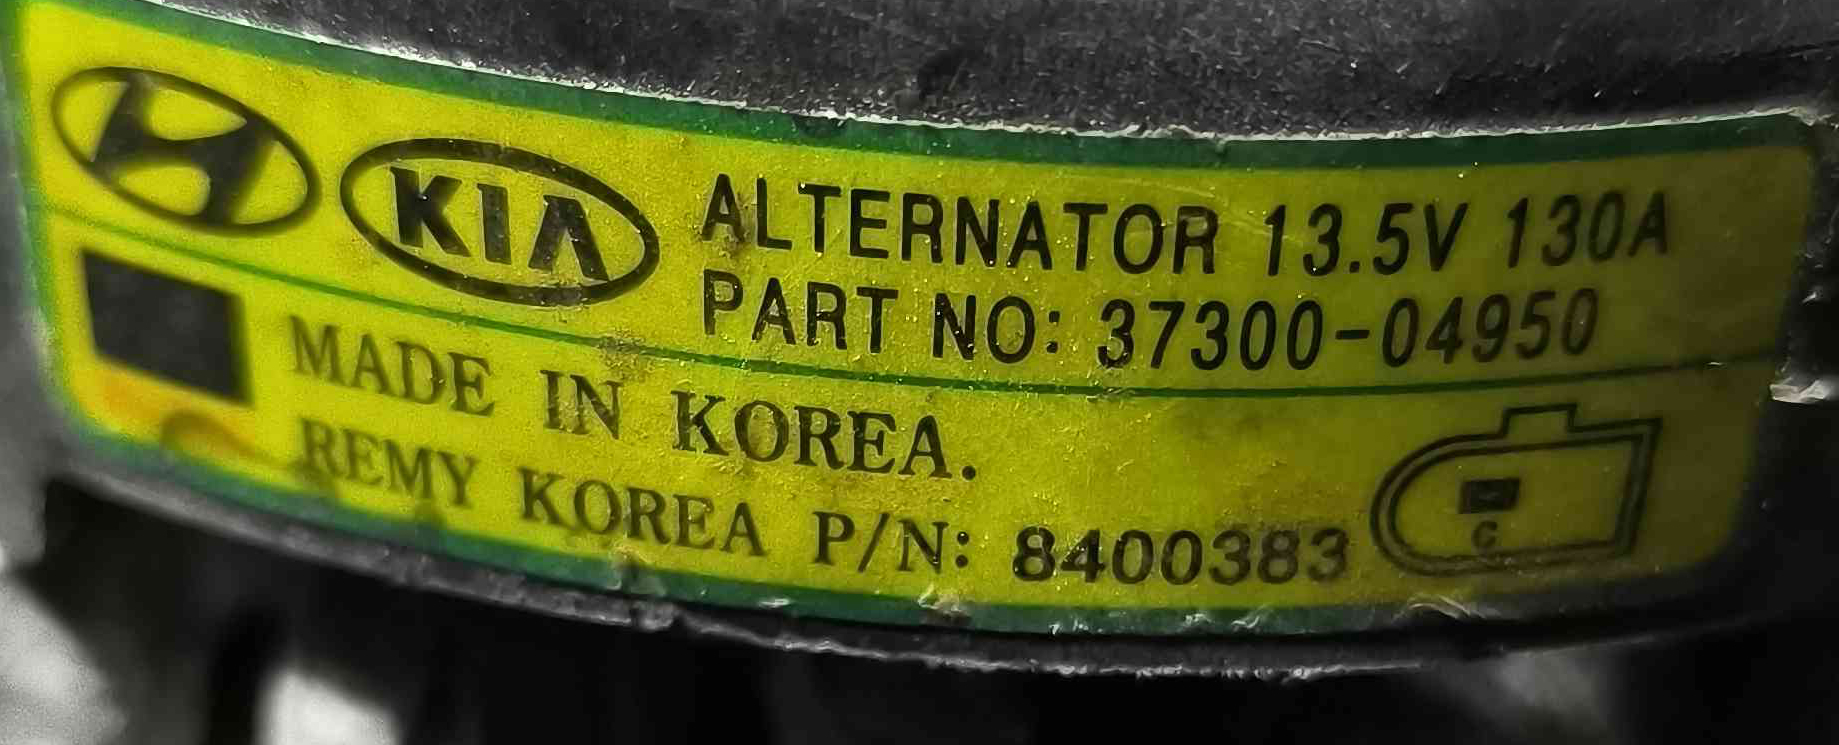 KIA ALTERNATOR 13.5V 130A
PART NO: 37300-04950
MADE IN KOREA.
REMY KOREA P/N: 8400383
C